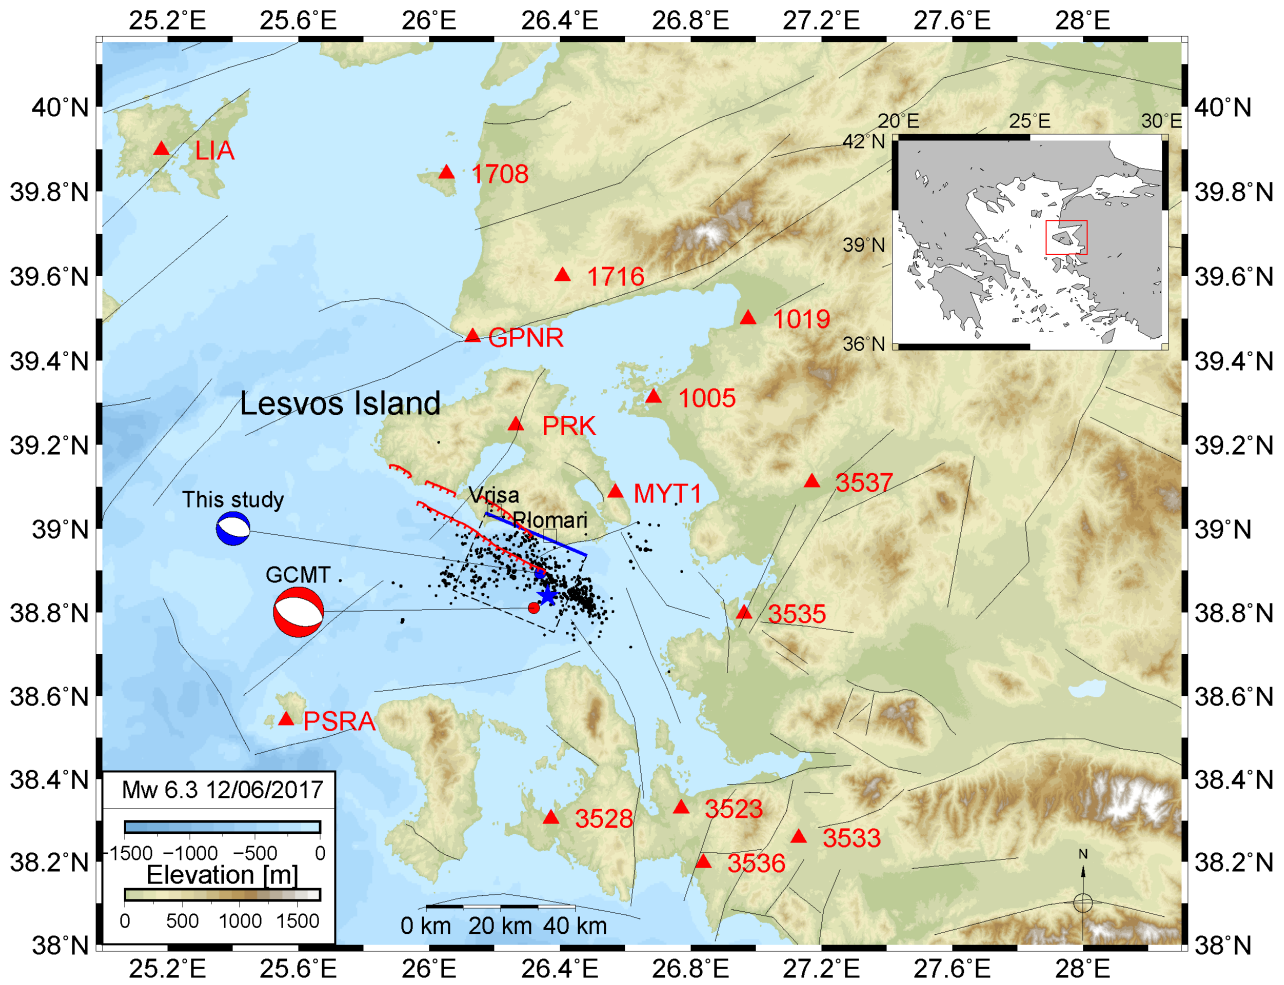 25.2°E 25.6°E 26°E 26.4°E 26.8°E 27.2°E 27.6°E 28°E
40°N 40°N
20°E 25°E 30°E
42°N
LIA
1708
39.8°N 39.8°N
39°N
1716
39.6°N 39.6°N
1019
GPNR
36°N
39.4°N 39.4°N
Lesvos Island
1005
PRK
39.2°N 39.2°N
3537
MYT1
Vrisa
This study
Plomari
39°N 39°N
GCMT
38.8°N 38.8°N
3535
38.6°N 38.6°N
PSRA
38.4°N 38.4°N
Mw 6.3 12/06/2017
3528
3523
3533
3536
−1500 −1000 −500 0
Elevation [m]
38.2°N 38.2°N
N
0 500 1000 1500
0 km 20 km 40 km
38°N 38°N
25.2°E 25.6°E 26°E 26.4°E 26.8°E 27.2°E 27.6°E 28°E